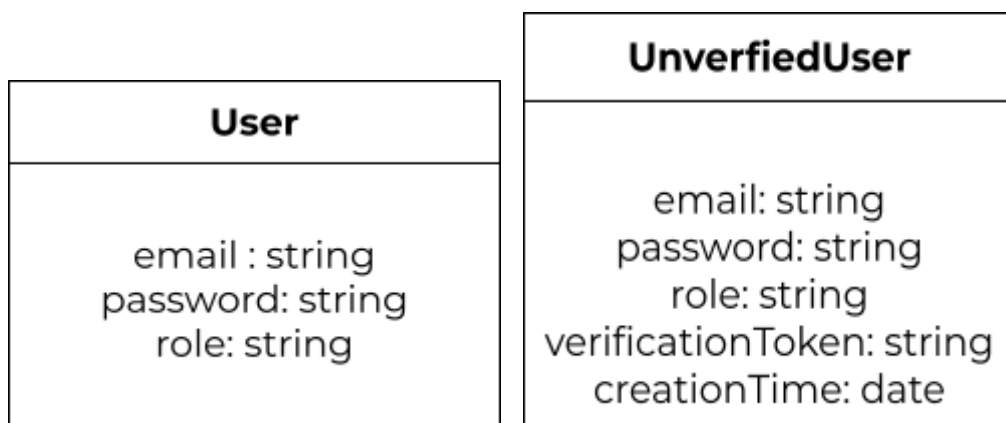 User
email : string
password: string
role: string
UnverfiedUser
email: string
password: string
role: string
verificationToken: string
creationTime: date